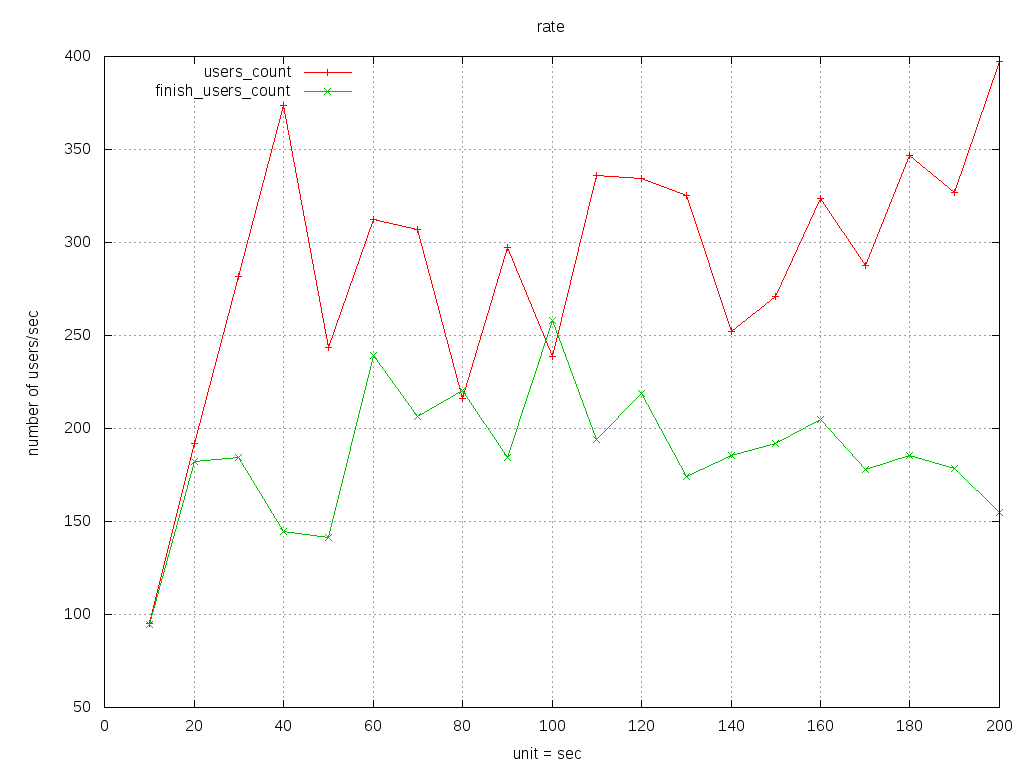 rate
400
users_count
finish_users_count
350
300
250
200
150
100
50
number of users/sec
0 20 40 60 80 100 120 140 160 180 200
unit = sec